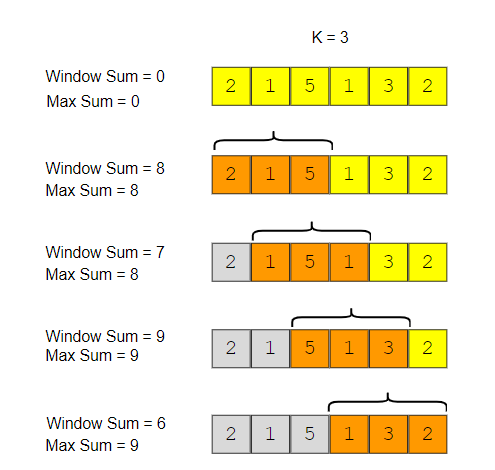 K = 3
Window Sum = 0
Max Sum = 0
2 1 5 1 3 2
Window Sum = 8
Max Sum = 8
2 1 5 1 3 2
Window Sum = 7
Max Sum = 8
2 1 5 1 3 2
Window Sum = 9
Max Sum = 9
2 1 5 1 3 2
Window Sum = 6
Max Sum = 9
2 1 5 1 3 2